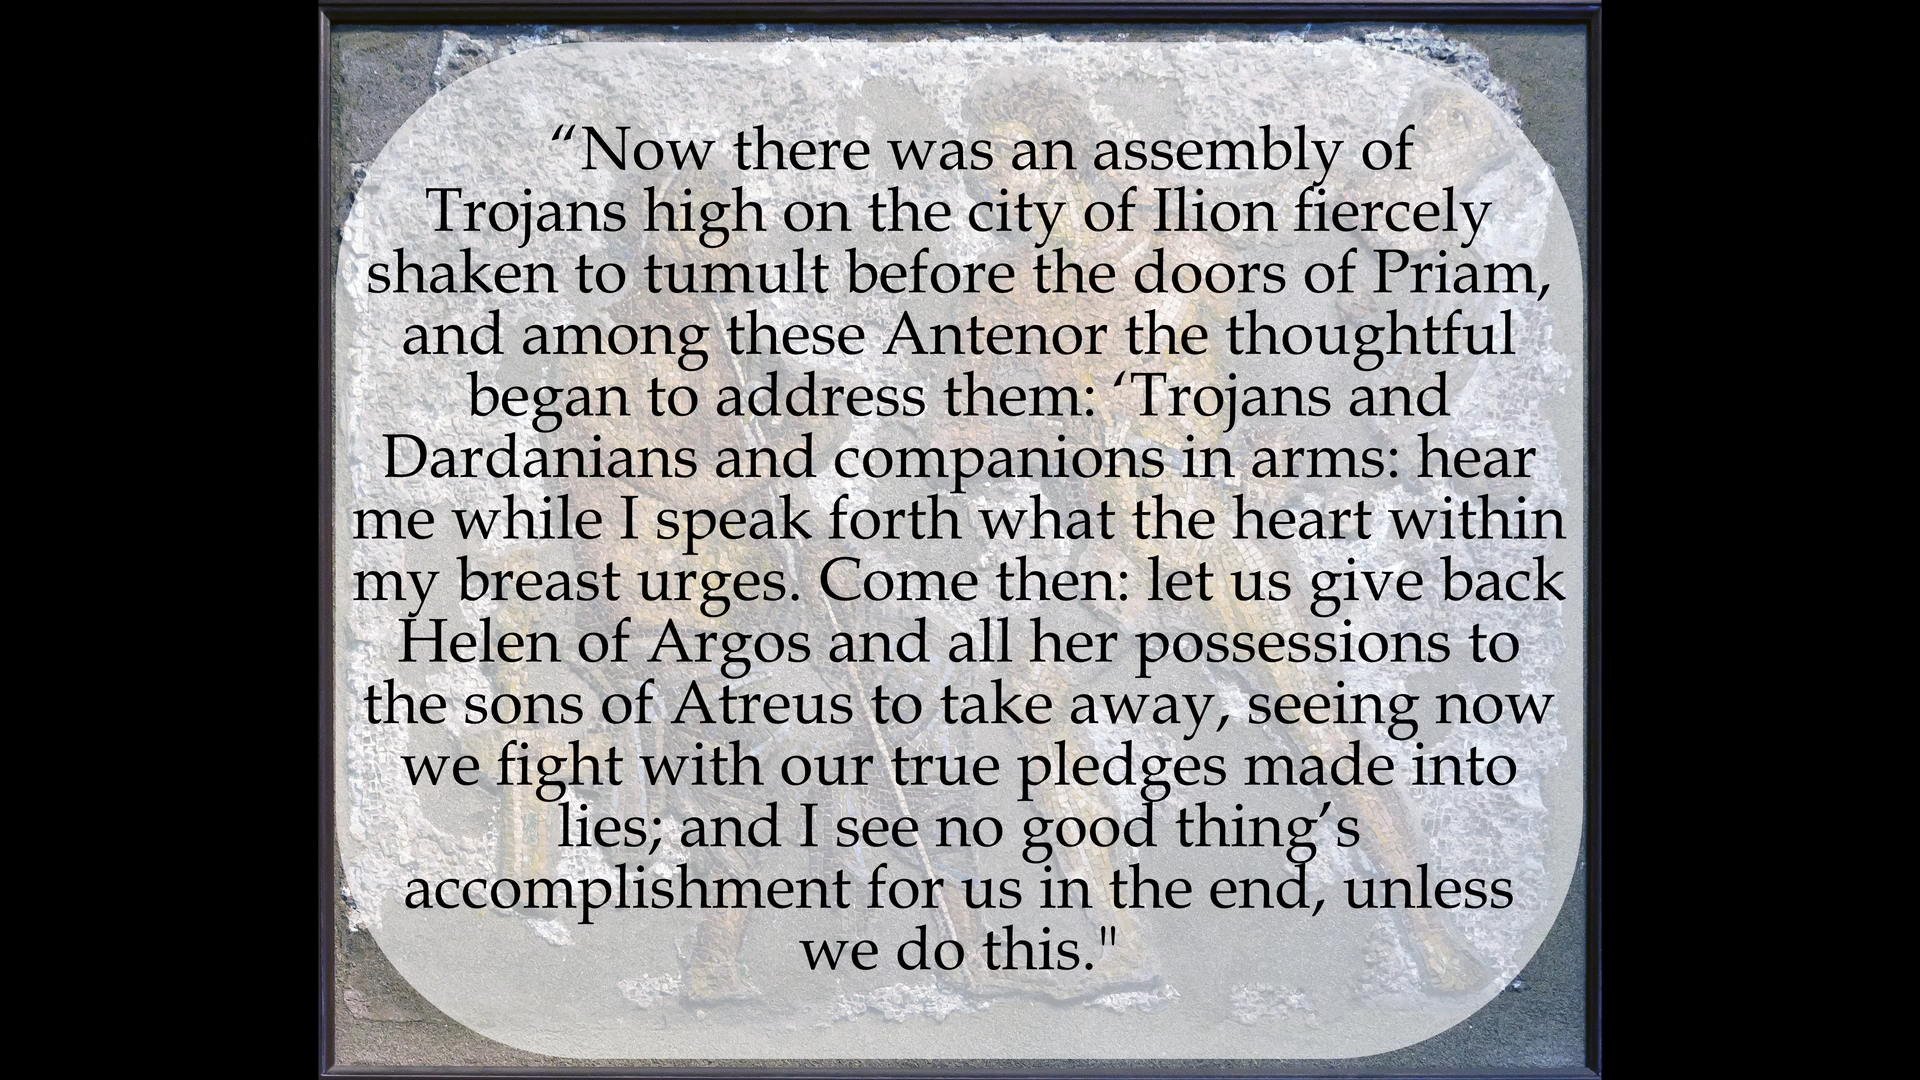 “Now there was an assembly of
Trojans high on the city of Ilion fiercely
shaken to tumult before the doors of Priam,
and among these Antenor the thoughtful
began to address them: ‘Trojans and
Dardanians and companions in arms: hear
me while I speak forth what the heart within
my breast urges. Come then: let us give back
Helen of Argos and all her possessions to
the sons of Atreus to take away, seeing now
we fight with our true pledges made into
lies; and I see no good thing’s
accomplishment for us in the end, unless
we do this."